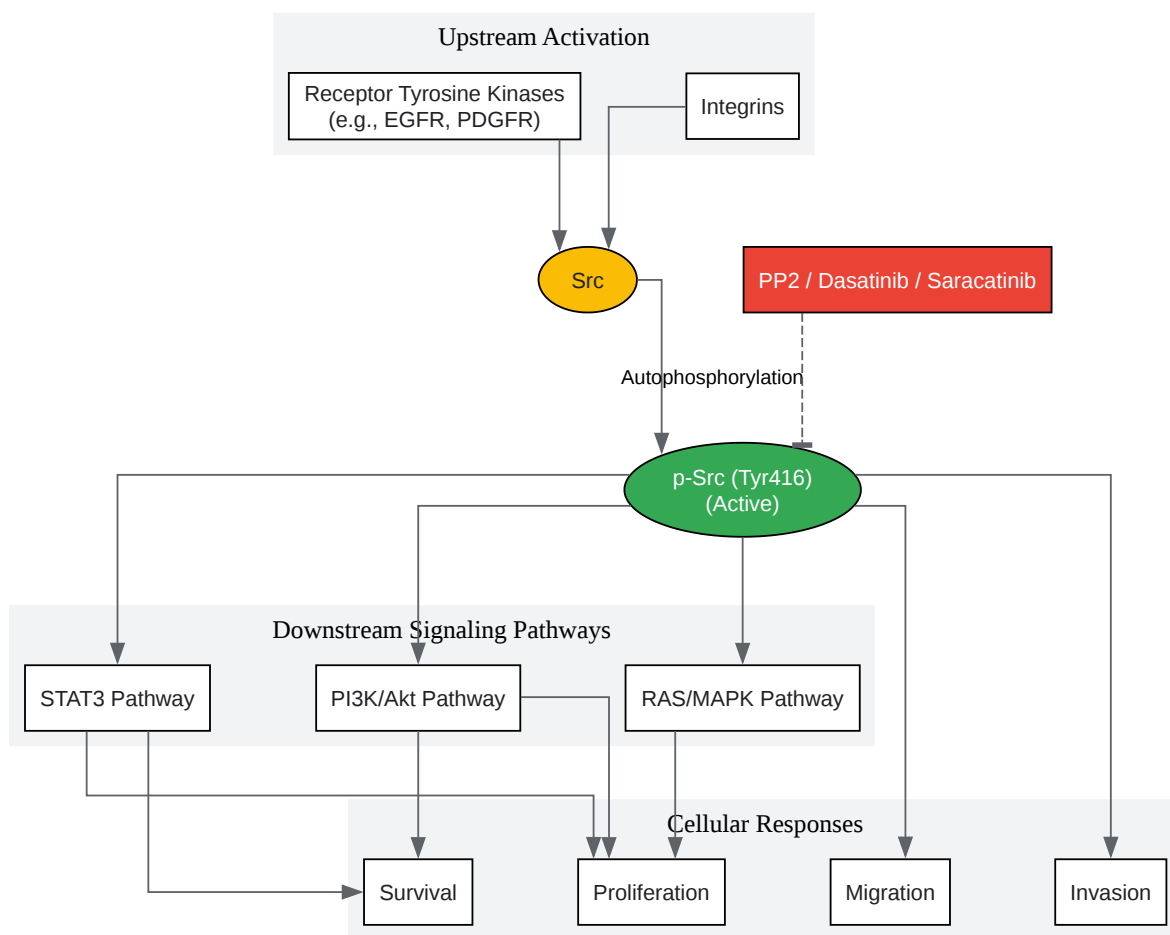 Upstream Activation
Receptor Tyrosine Kinases
(e.g., EGFR, PDGFR)
Integrins
Src
PP2 / Dasatinib / Saracatinib
Autophosphorylation
p-Src (Tyr416)
(Active)
Downstream Signaling Pathways
STAT3 Pathway
PI3K/Akt Pathway
RAS/MAPK Pathway
Cellular Responses
Survival
Proliferation
Migration
Invasion